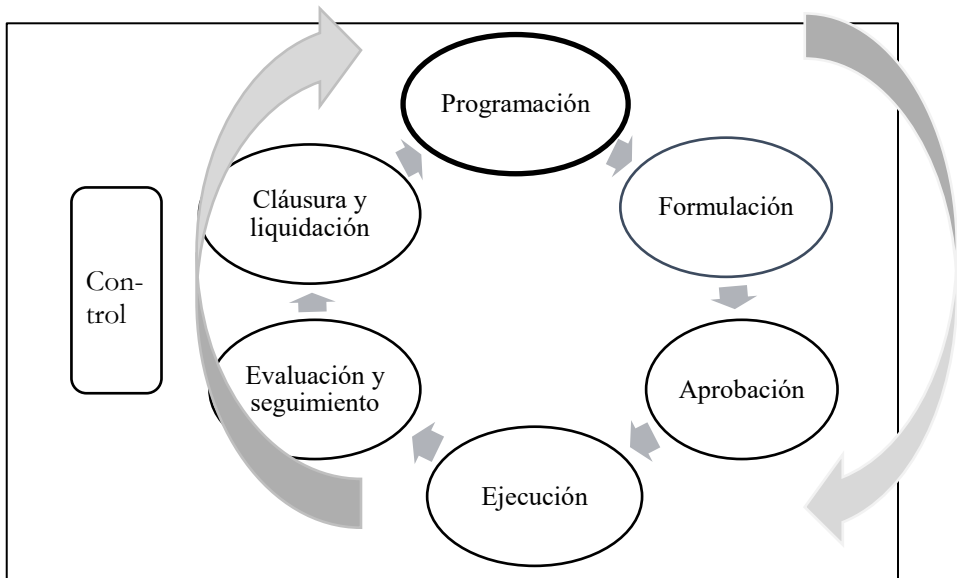 Programación
Formulación
Aprobación
Ejecución
Evaluación y
seguimiento
Cláusura y
liquidación
Con-
trol